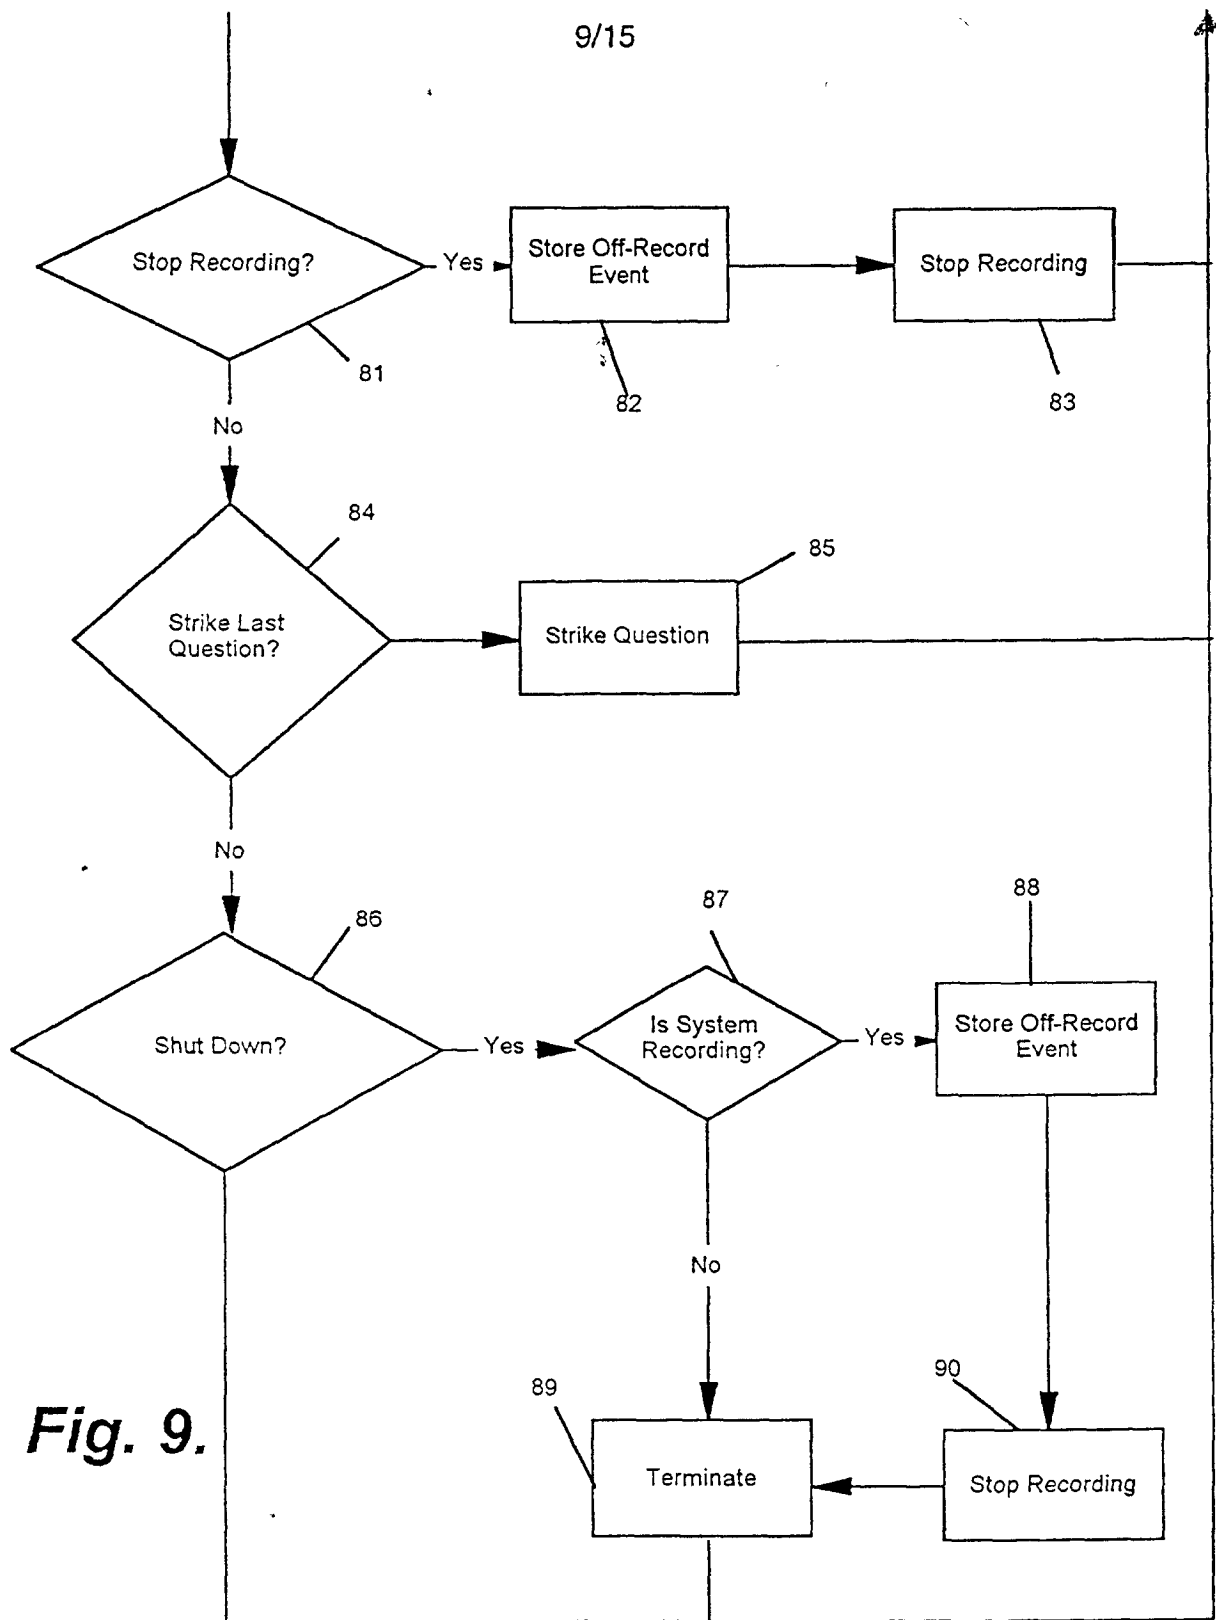 9/15
Stop Recording?
Yes
Store Off-Record
Event
Stop Recording
81
82
83
No
84
Strike Last
Question?
85
Strike Question
No
86
Shut Down?
Yes
87
Is System
Recording?
Yes
88
Store Off-Record
Event
No
89
Terminate
90
Stop Recording
Fig. 9.